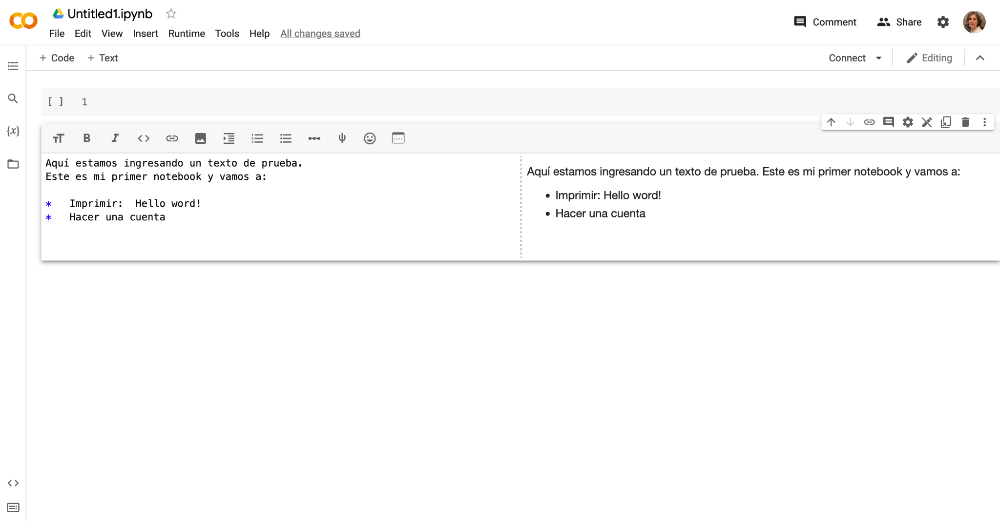 Untitled1.ipynb
File Edit View Insert Runtime Tools Help All changes saved
Comment Share
+ Code + Text
Connect Editing
[ ] 1
{x}
Aquí estamos ingresando un texto de prueba.
Este es mi primer notebook y vamos a:
* Imprimir: Hello word!
* Hacer una cuenta
Aquí estamos ingresando un texto de prueba. Este es mi primer notebook y vamos a:
• Imprimir: Hello word!
• Hacer una cuenta